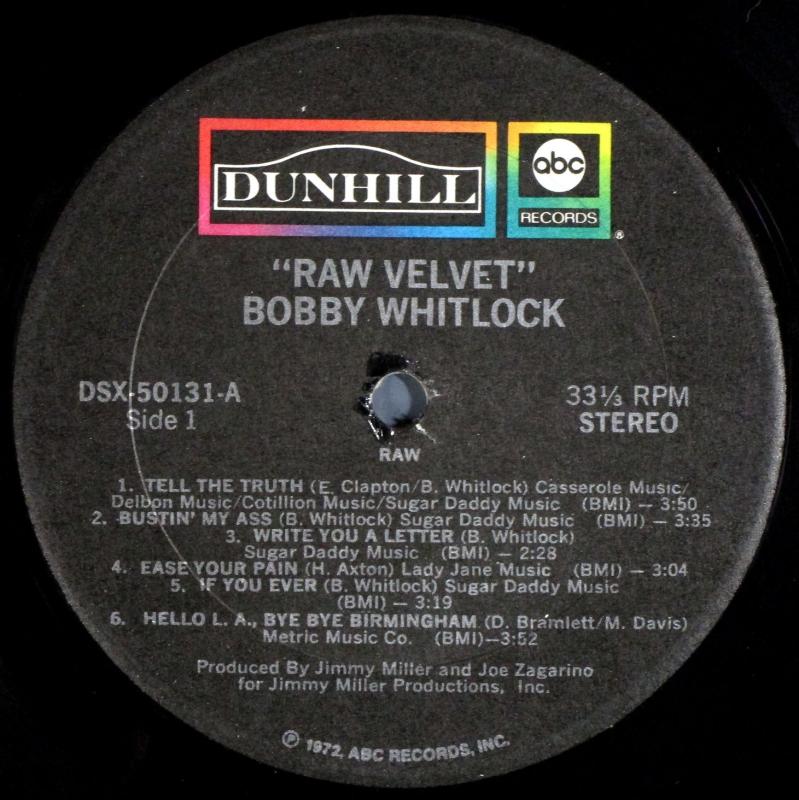 DUNHILL
abc
RECORDS
®
"RAW VELVET"
BOBBY WHITLOCK
DSX-50131-A
Side 1
33⅓ RPM
STEREO
RAW
1. TELL THE TRUTH (E. Clapton/B. Whitlock) Casserole Music/
Delbon Music/Cotillion Music/Sugar Daddy Music (BMI) — 3:50
2. BUSTIN' MY ASS (B. Whitlock) Sugar Daddy Music (BMI) — 3:35
3. WRITE YOU A LETTER (B. Whitlock)
Sugar Daddy Music (BMI) — 2:28
4. EASE YOUR PAIN (H. Axton) Lady Jane Music (BMI) — 3:04
5. IF YOU EVER (B. Whitlock) Sugar Daddy Music
(BMI) — 3:19
6. HELLO L. A., BYE BYE BIRMINGHAM (D. Bramlett/M. Davis)
Metric Music Co. (BMI)—3:52
Produced By Jimmy Miller and Joe Zagarino
for Jimmy Miller Productions, Inc.
℗ 1972, ABC RECORDS, INC.